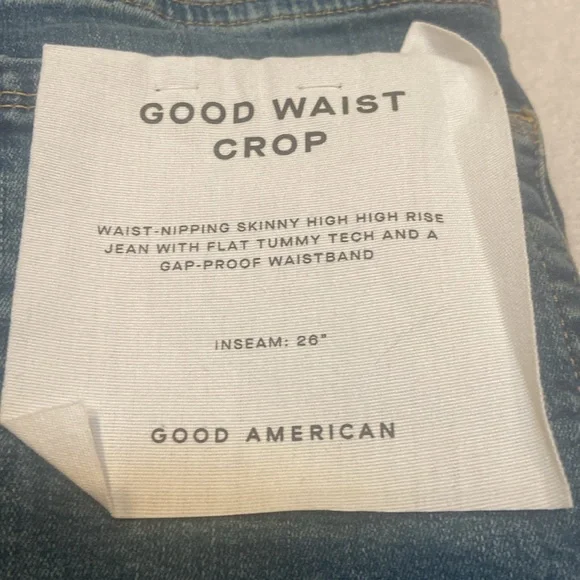 GOOD WAIST
CROP
WAIST-NIPPING SKINNY HIGH HIGH RISE
JEAN WITH FLAT TUMMY TECH AND A
GAP-PROOF WAISTBAND
INSEAM: 26"
GOOD AMERICAN